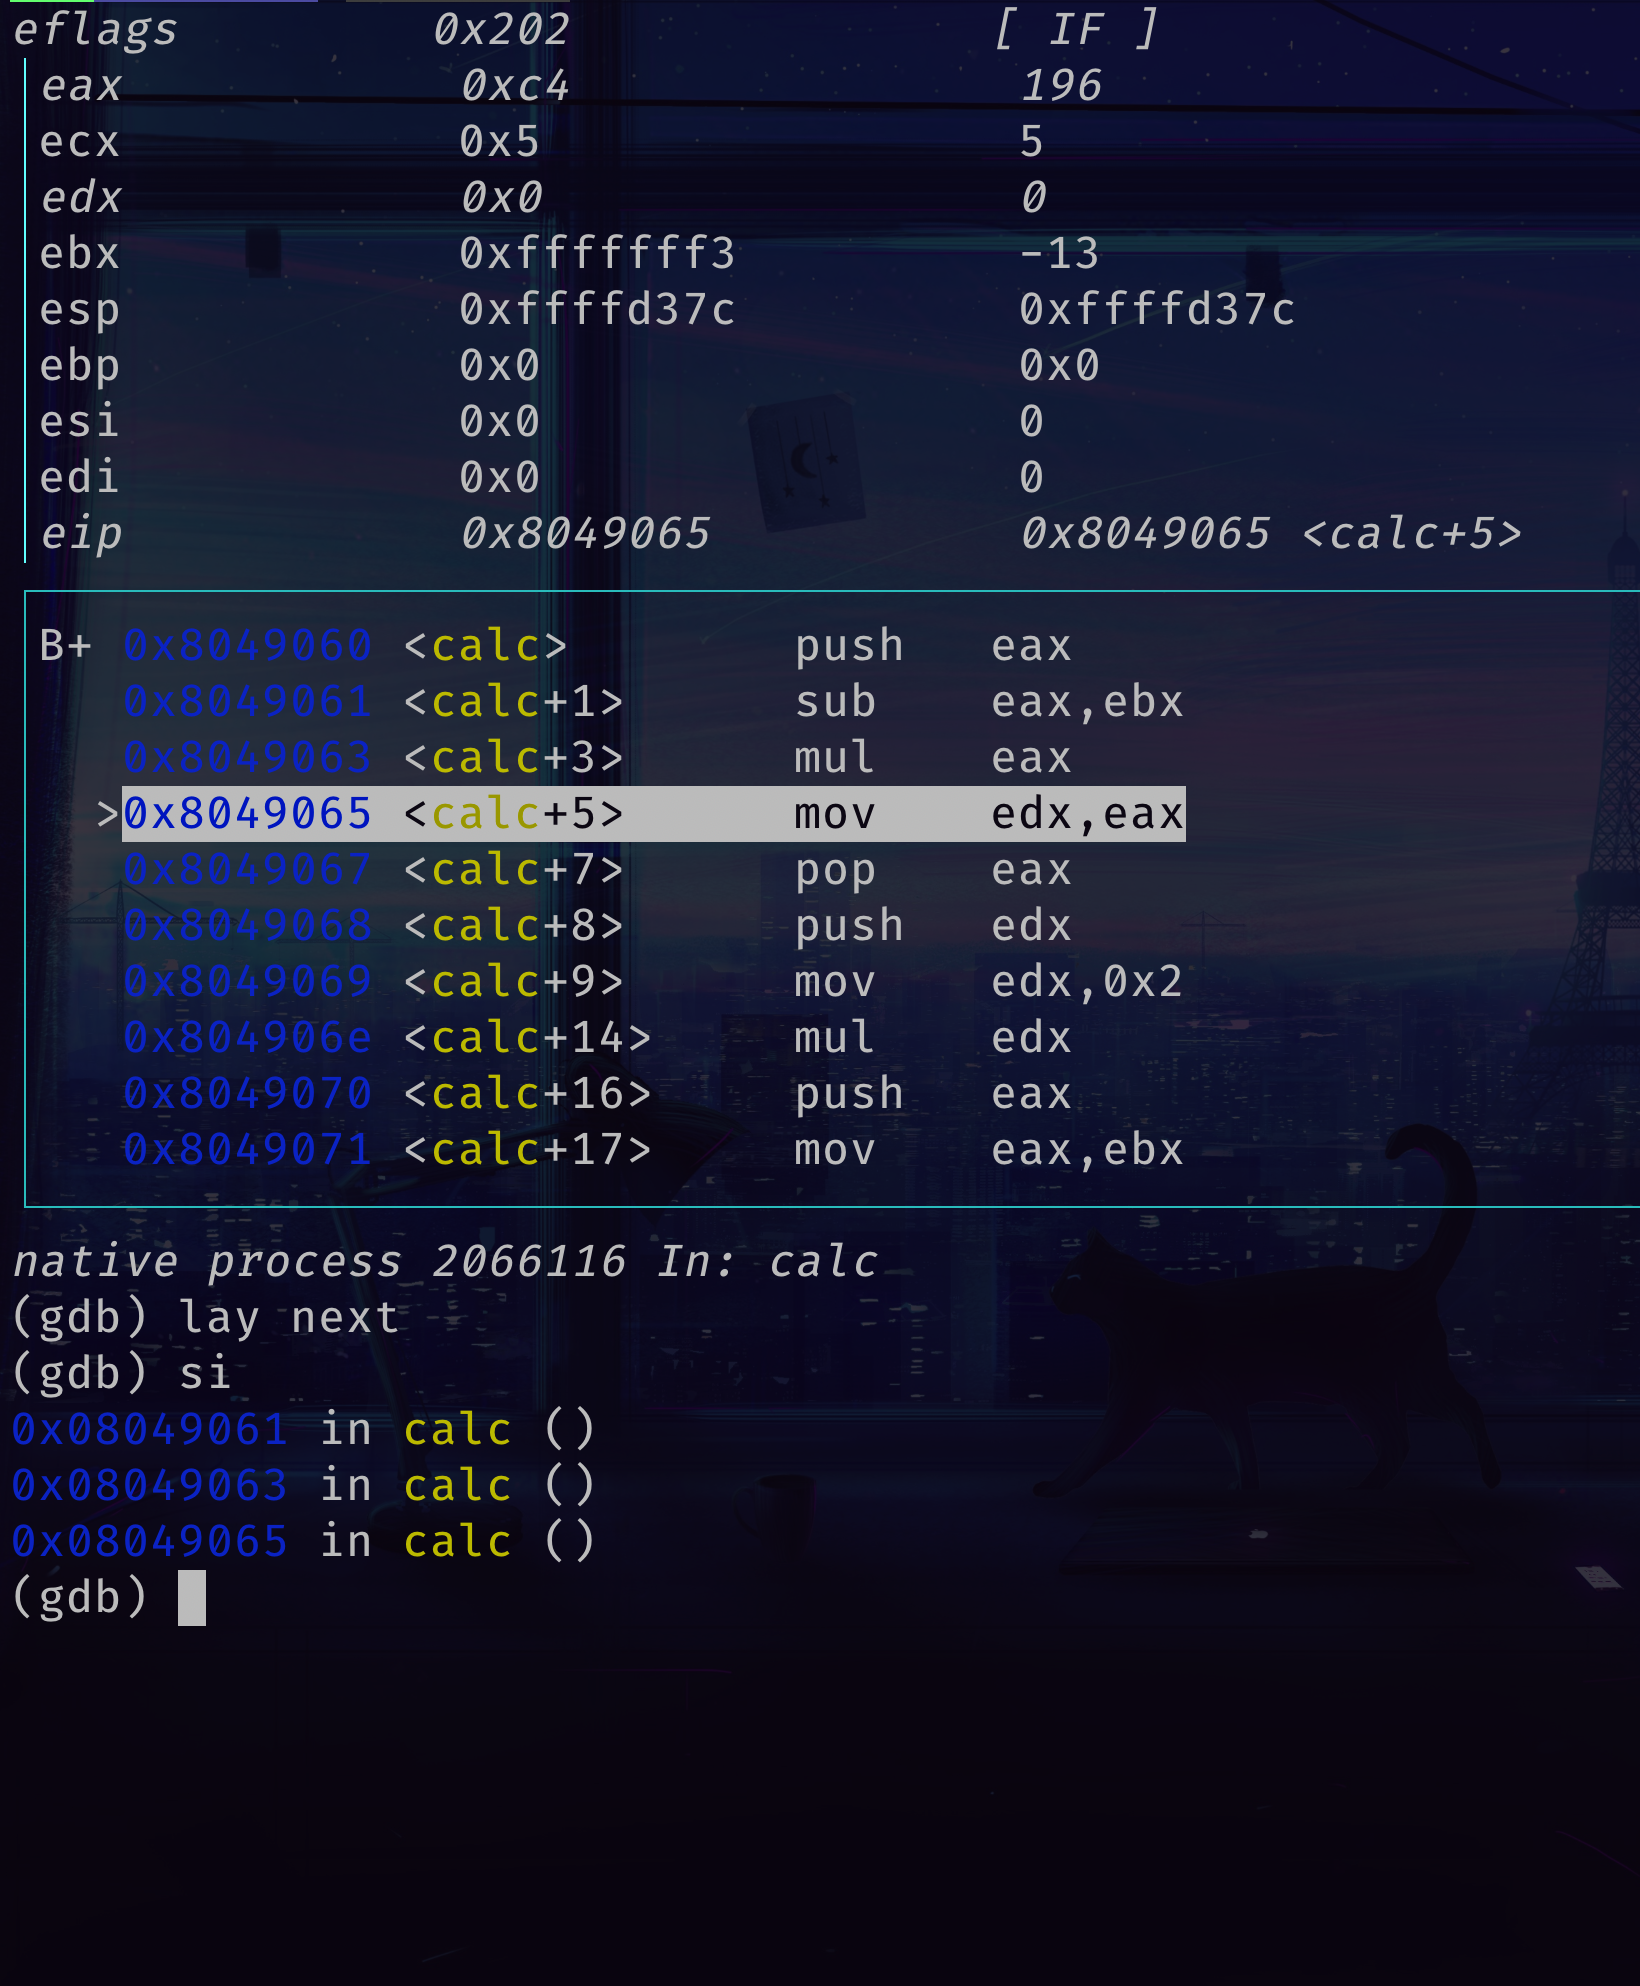 eflags 0x202 [ IF ]
eax 0xc4 196
ecx 0x5 5
edx 0x0 0
ebx 0xfffffff3 -13
esp 0xffffd37c 0xffffd37c
ebp 0x0 0x0
esi 0x0 0
edi 0x0 0
eip 0x8049065 0x8049065 <calc+5>
B+ 0x8049060 <calc> push eax
0x8049061 <calc+1> sub eax,ebx
0x8049063 <calc+3> mul eax
>0x8049065 <calc+5> mov edx,eax
0x8049067 <calc+7> pop eax
0x8049068 <calc+8> push edx
0x8049069 <calc+9> mov edx,0x2
0x804906e <calc+14> mul edx
0x8049070 <calc+16> push eax
0x8049071 <calc+17> mov eax,ebx
native process 2066116 In: calc
(gdb) lay next
(gdb) si
0x08049061 in calc ()
0x08049063 in calc ()
0x08049065 in calc ()
(gdb)